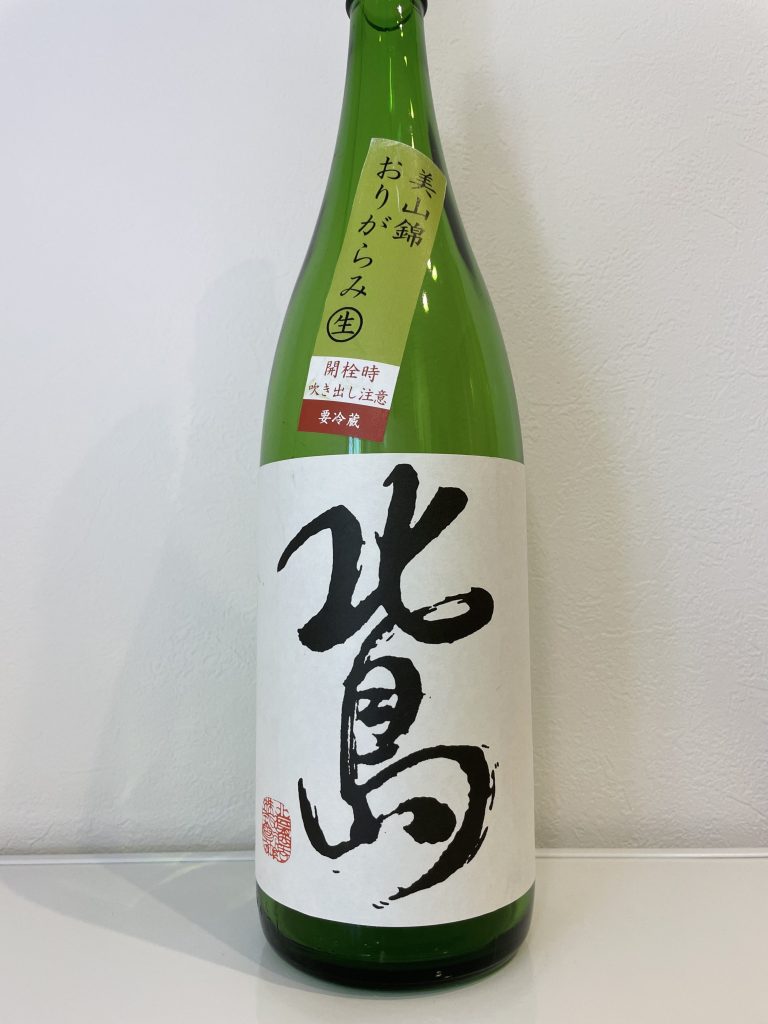 美山錦
おりがらみ
生
開栓時
吹き出し注意
要冷蔵
北島